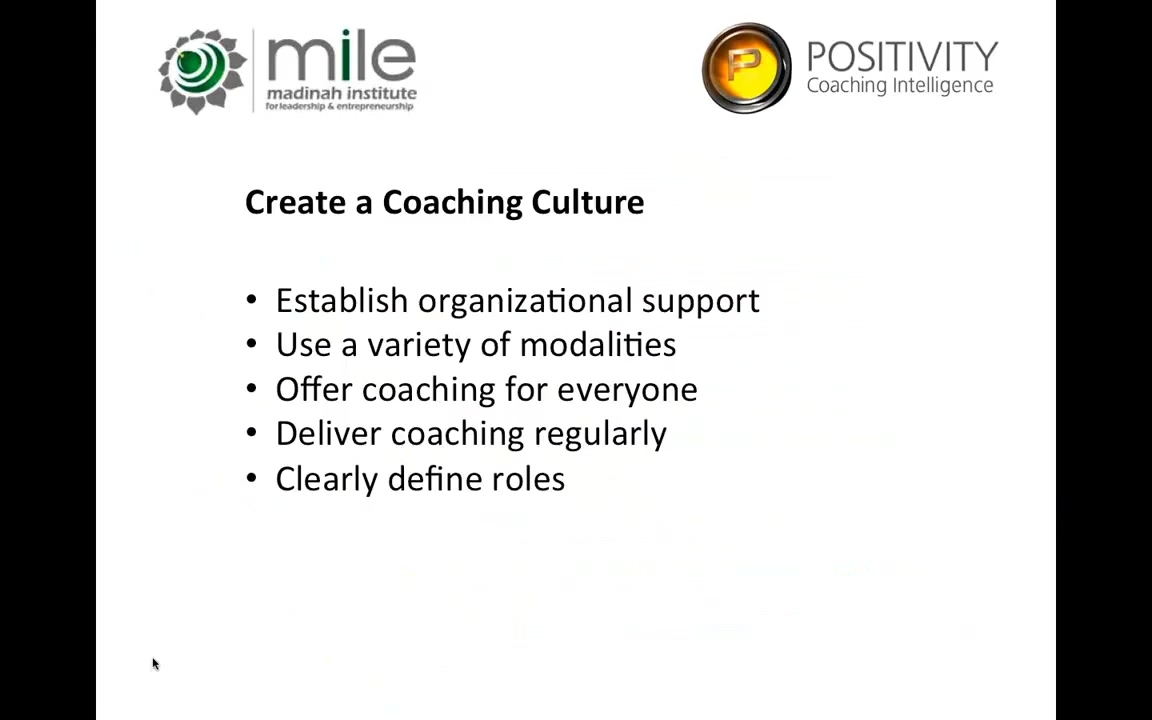 mile
madinah institute
for leadership & entrepreneurship
P
POSITIVITY
Coaching Intelligence
Create a Coaching Culture
• Establish organizational support
• Use a variety of modalities
• Offer coaching for everyone
• Deliver coaching regularly
• Clearly define roles